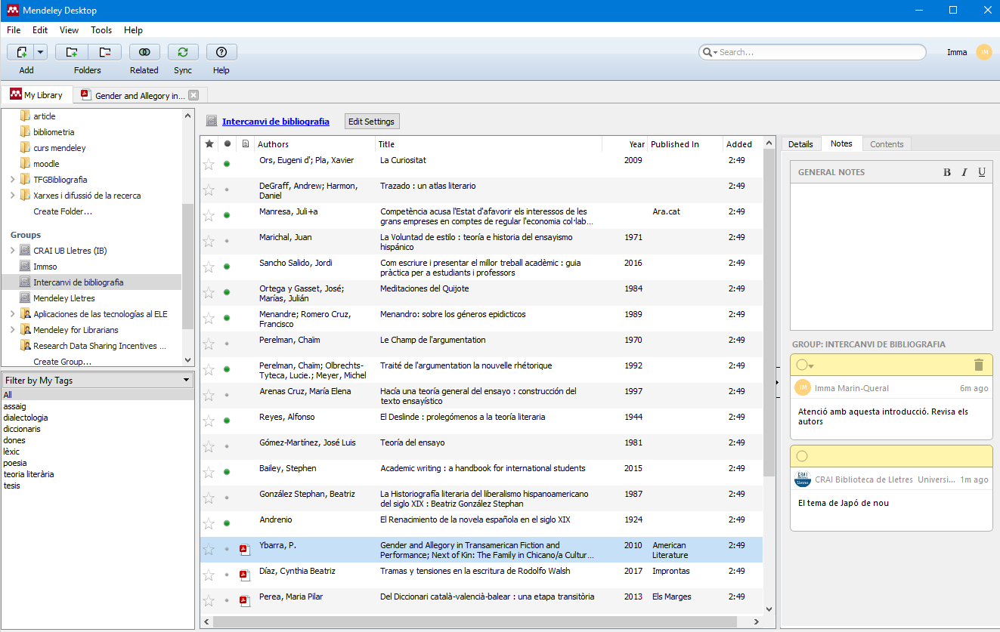 Mendeley Desktop
File Edit View Tools Help
Search...
Imma IM
Add Folders Related Sync Help
My Library Gender and Allegory in...
article
bibliometria
curs mendeley
moodle
TFGBibliografia
Xarxes i difussió de la recerca
Create Folder...
Groups
CRAI UB Lletres (IB)
Immso
Intercanvi de bibliografia
Mendeley Lletres
Aplicaciones de las tecnologías al ELE
Mendeley for Librarians
Research Data Sharing Incentives ...
Create Group...
Filter by My Tags
All
assaig
dialectologia
diccionaris
dones
lèxic
poesia
teoria literària
tesis
Intercanvi de bibliografia Edit Settings
Authors Title Year Published In Added
Ors, Eugeni d'; Pla, Xavier La Curiositat 2009 2:49
DeGraff, Andrew; Harmon, Trazado : un atlas literario 2:49
Daniel
Manresa, Juli+a Competència acusa l'Estat d'afavorir els interessos de les Ara.cat 2:49
grans empreses en comptes de regular l'economia col·lab...
Marichal, Juan La Voluntad de estilo : teoría e historia del ensayismo 1971 2:49
hispánico
Sancho Salido, Jordi Com escriure i presentar el millor treball acadèmic : guia 2016 2:49
pràctica per a estudiants i professors
Ortega y Gasset, José; Meditaciones del Quijote 1984 2:49
Marías, Julián
Menandre; Romero Cruz, Menandro: sobre los géneros epidicticos 1989 2:49
Francisco
Perelman, Chaïm Le Champ de l'argumentation 1970 2:49
Perelman, Chaïm; Olbrechts- Traité de l'argumentation la nouvelle rhétorique 1992 2:49
Tyteca, Lucie.; Meyer, Michel
Arenas Cruz, María Elena Hacía una teoría general del ensayo : construcción del 1997 2:49
texto ensayístico
Reyes, Alfonso El Deslinde : prolegómenos a la teoría literaria 1944 2:49
Gómez-Martínez, José Luis Teoría del ensayo 1981 2:49
Bailey, Stephen Academic writing : a handbook for international students 2015 2:49
González Stephan, Beatriz La Historiografía literaria del liberalismo hispanoamericano 1987 2:49
del siglo XIX : Beatriz González Stephan
Andrenio El Renacimiento de la novela española en el siglo XIX 1924 2:49
Ybarra, P. Gender and Allegory in Transamerican Fiction and 2010 American 2:49
Performance; Next of Kin: The Family in Chicano/a Cultur... Literature
Díaz, Cynthia Beatriz Tramas y tensiones en la escritura de Rodolfo Walsh 2017 Improntas 2:49
Perea, Maria Pilar Del Diccionari català-valencià-balear : una etapa transitòria 2013 Els Marges 2:49
Details Notes Contents
GENERAL NOTES B I U
GROUP: INTERCANVI DE BIBLIOGRAFIA
IM Imma Marin-Queral 6m ago
Atenció amb aquesta introducció. Revisa els
autors
CRAI Lletres CRAI Biblioteca de Lletres Universi... 1m ago
El tema de Japó de nou